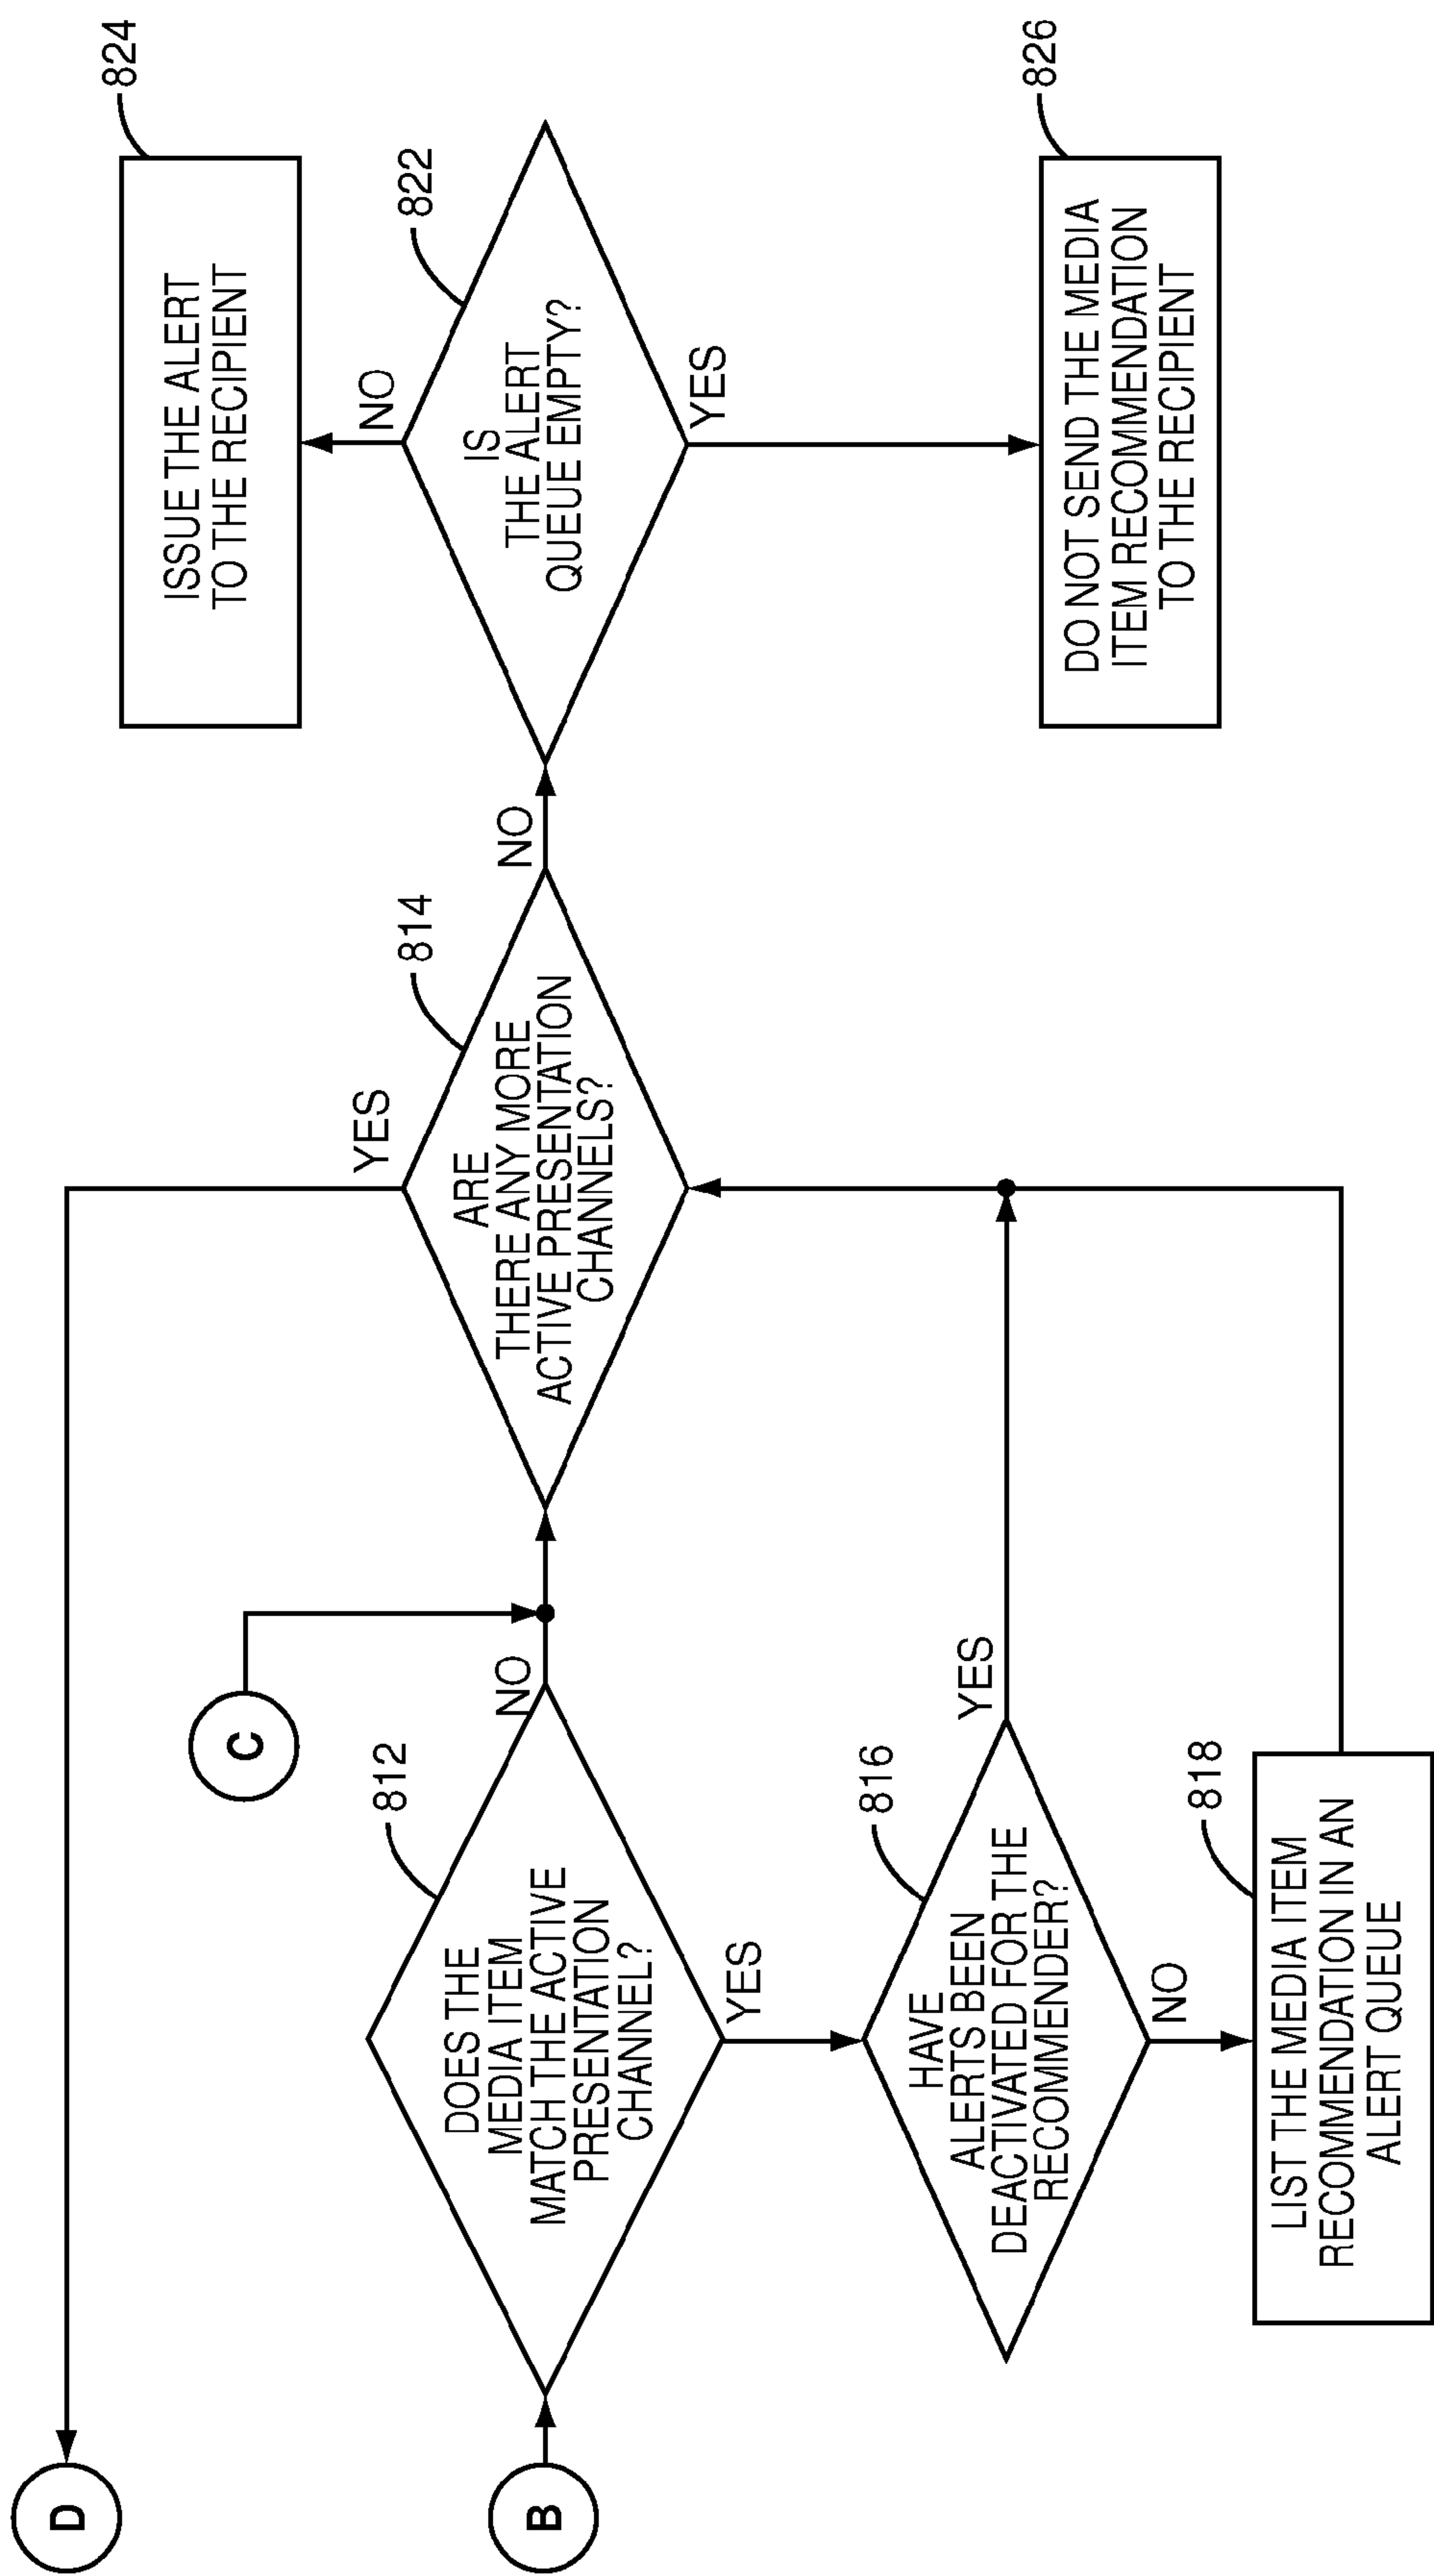 D
B
812
DOES THE
MEDIA ITEM
MATCH THE ACTIVE
PRESENTATION
CHANNEL?
NO
YES
C
816
HAVE
ALERTS BEEN
DEACTIVATED FOR THE
RECOMMENDER?
YES
NO
818
LIST THE MEDIA ITEM
RECOMMENDATION IN AN
ALERT QUEUE
814
ARE
THERE ANY MORE
ACTIVE PRESENTATION
CHANNELS?
YES
NO
822
IS
THE ALERT
QUEUE EMPTY?
NO
YES
824
ISSUE THE ALERT
TO THE RECIPIENT
826
DO NOT SEND THE MEDIA
ITEM RECOMMENDATION
TO THE RECIPIENT